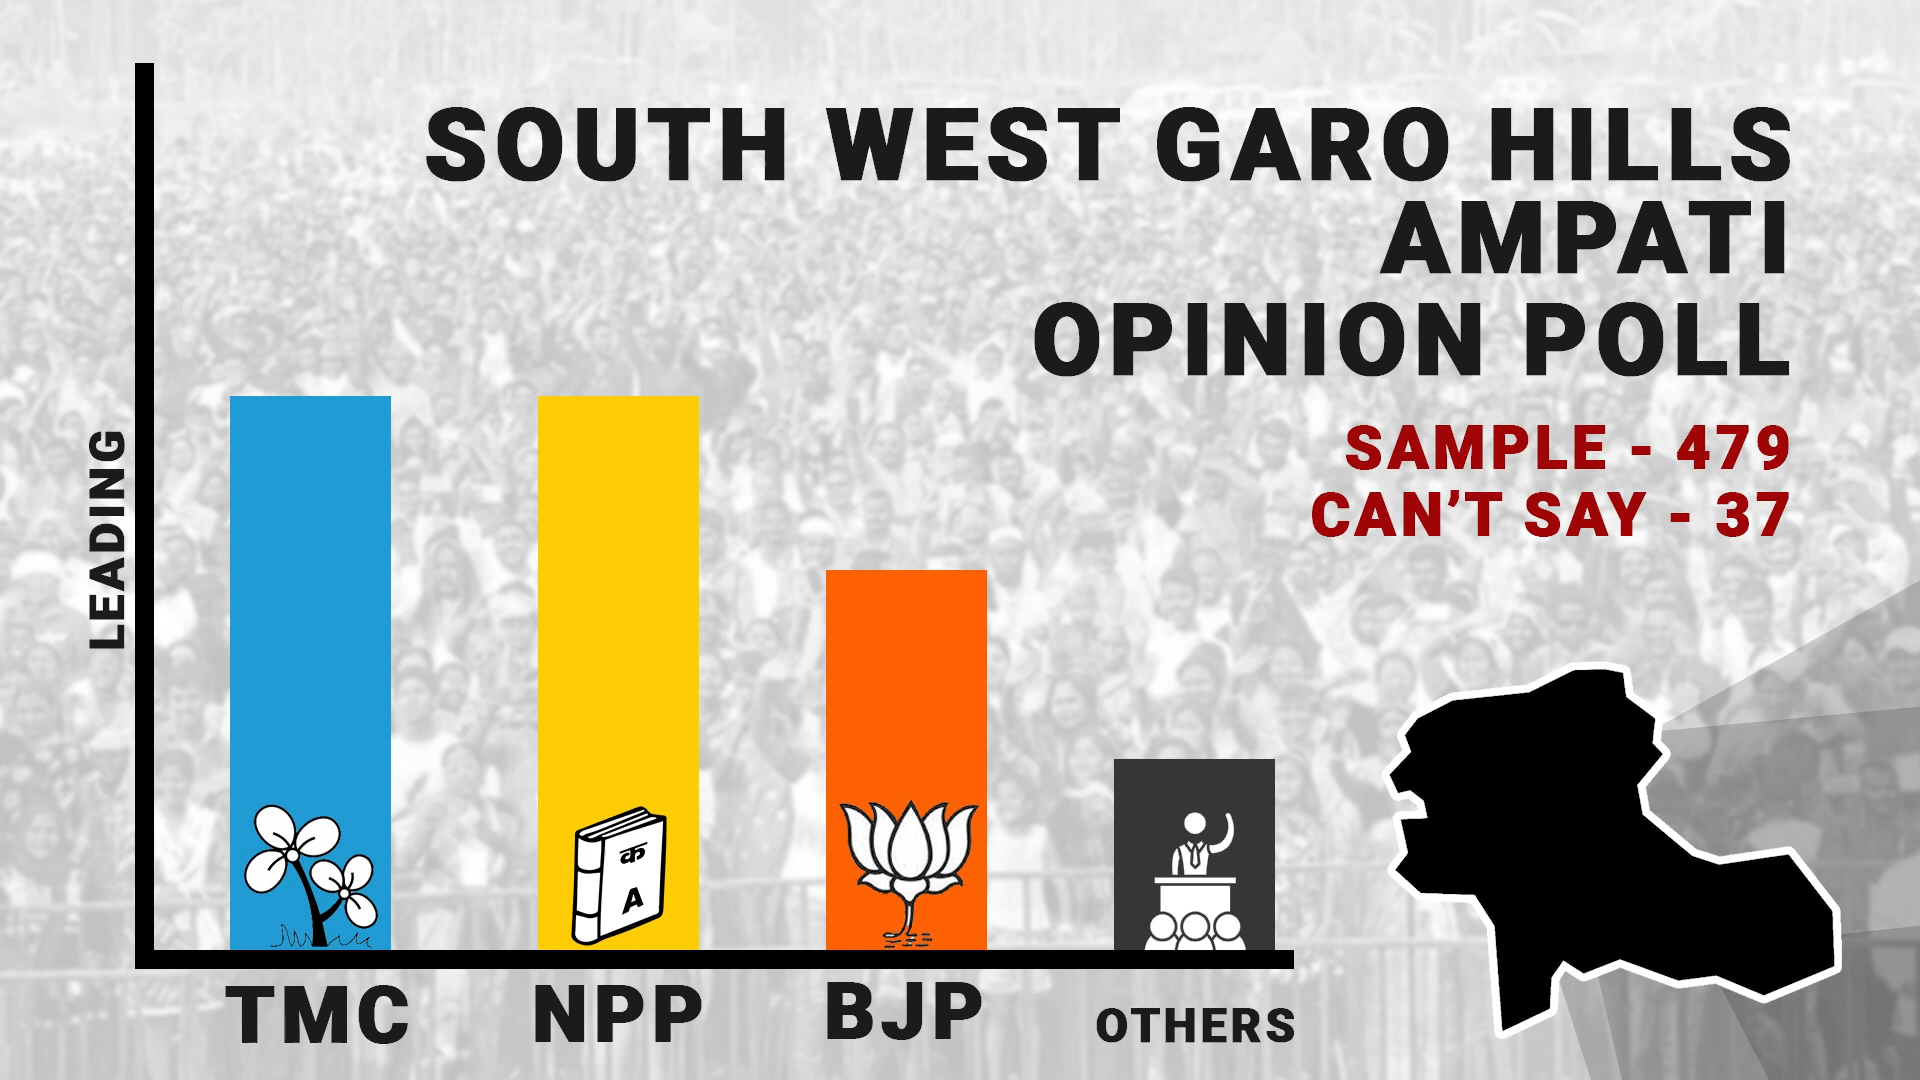 SOUTH WEST GARO HILLS
AMPATI
OPINION POLL
SAMPLE - 479
CAN'T SAY - 37
LEADING
क
A
TMC
NPP
BJP
OTHERS